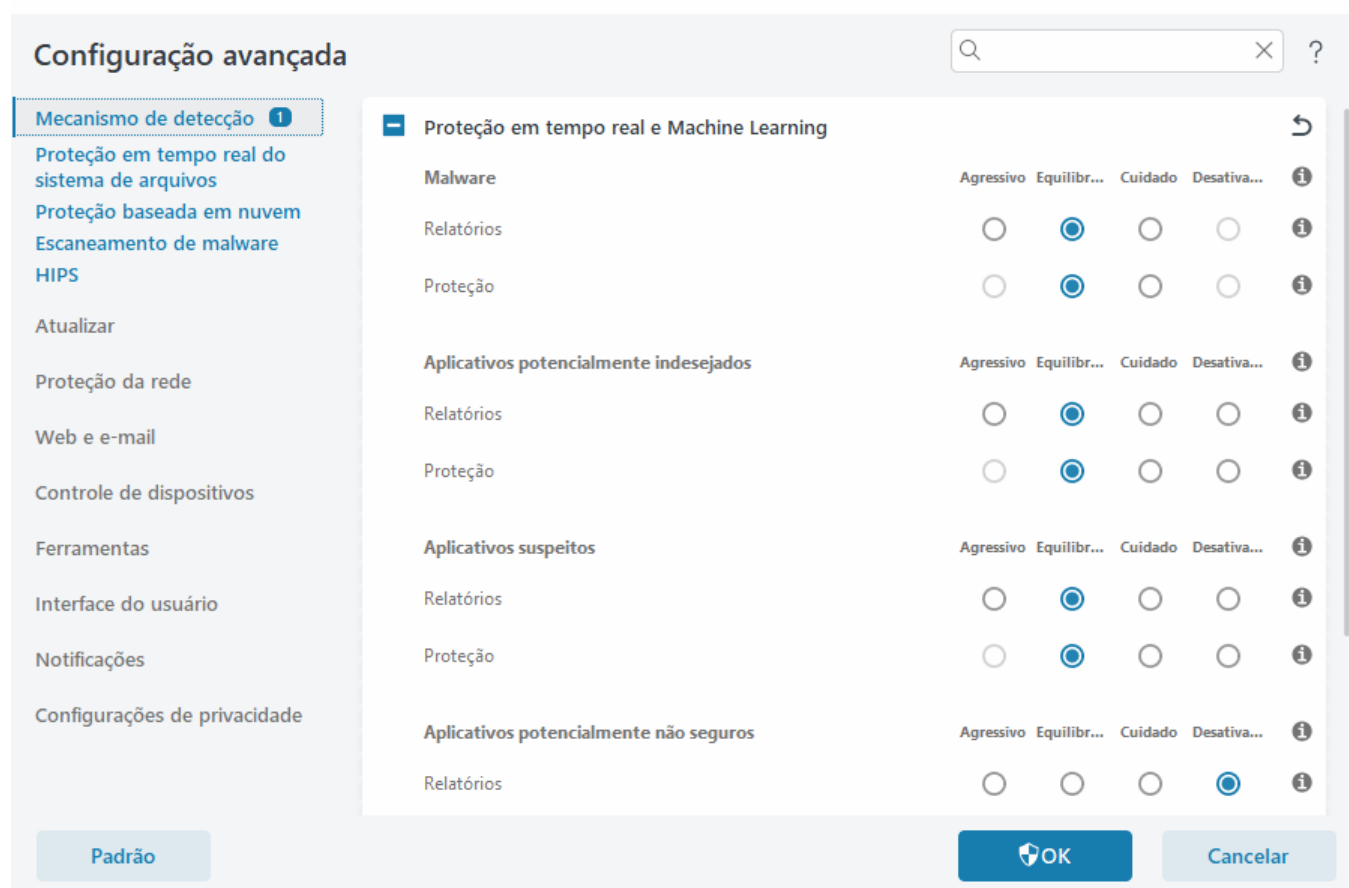 Configuração avançada
?
Mecanismo de detecção 1
Proteção em tempo real do
sistema de arquivos
Proteção baseada em nuvem
Escaneamento de malware
HIPS
Atualizar
Proteção da rede
Web e e-mail
Controle de dispositivos
Ferramentas
Interface do usuário
Notificações
Configurações de privacidade
Proteção em tempo real e Machine Learning
Malware Agressivo Equilibr... Cuidado Desativa...
Relatórios
Proteção
Aplicativos potencialmente indesejados Agressivo Equilibr... Cuidado Desativa...
Relatórios
Proteção
Aplicativos suspeitos Agressivo Equilibr... Cuidado Desativa...
Relatórios
Proteção
Aplicativos potencialmente não seguros Agressivo Equilibr... Cuidado Desativa...
Relatórios
Padrão
OK
Cancelar